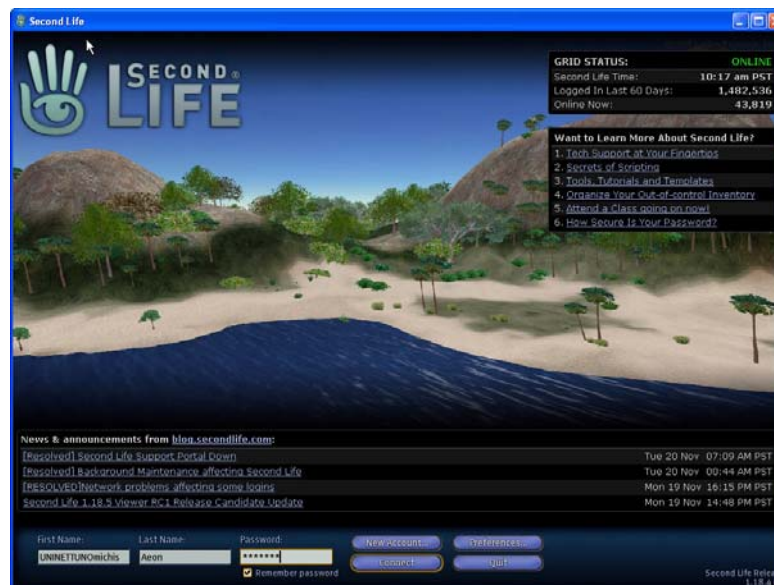 Second Life
SECOND®
LIFE
GRID STATUS: ONLINE
Second Life Time: 10:17 am PST
Logged In Last 60 Days: 1,482,536
Online Now: 43,819
Want to Learn More About Second Life?
1. Tech Support at Your Fingertips
2. Secrets of Scripting
3. Tools, Tutorials and Templates
4. Organize Your Out-of-control Inventory
5. Attend a Class going on now!
6. How Secure Is Your Password?
News & announcements from blog.secondlife.com:
[Resolved] Second Life Support Portal Down Tue 20 Nov 07:09 AM PST
[Resolved] Background Maintenance affecting Second Life Tue 20 Nov 00:44 AM PST
[RESOLVED]Network problems affecting some logins Mon 19 Nov 16:15 PM PST
Second Life 1.18.5 Viewer RC1 Release Candidate Update Mon 19 Nov 14:48 PM PST
First Name: Last Name: Password:
UNINETTUNOmichis Aeon *******
New Account... Preferences...
Connect Quit
Remember password
Second Life Relea